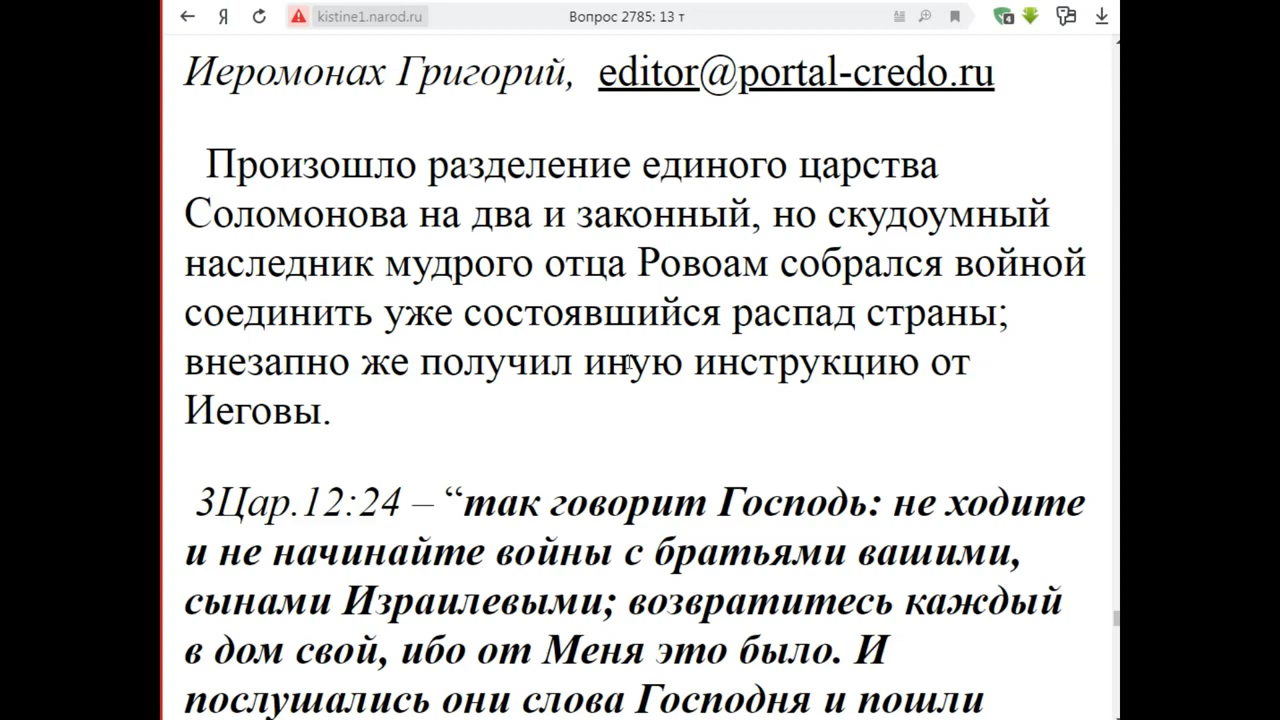 Я kistine1.narod.ru Вопрос 2785: 13 т 4
Иеромонах Григорий, editor@portal-credo.ru
Произошло разделение единого царства
Соломонова на два и законный, но скудоумный
наследник мудрого отца Ровоам собрался войной
соединить уже состоявшийся распад страны;
внезапно же получил иную инструкцию от
Иеговы.
3Цар.12:24 – “так говорит Господь: не ходите
и не начинайте войны с братьями вашими,
сынами Израилевыми; возвратитесь каждый
в дом свой, ибо от Меня это было. И
послушались они слова Господня и пошли